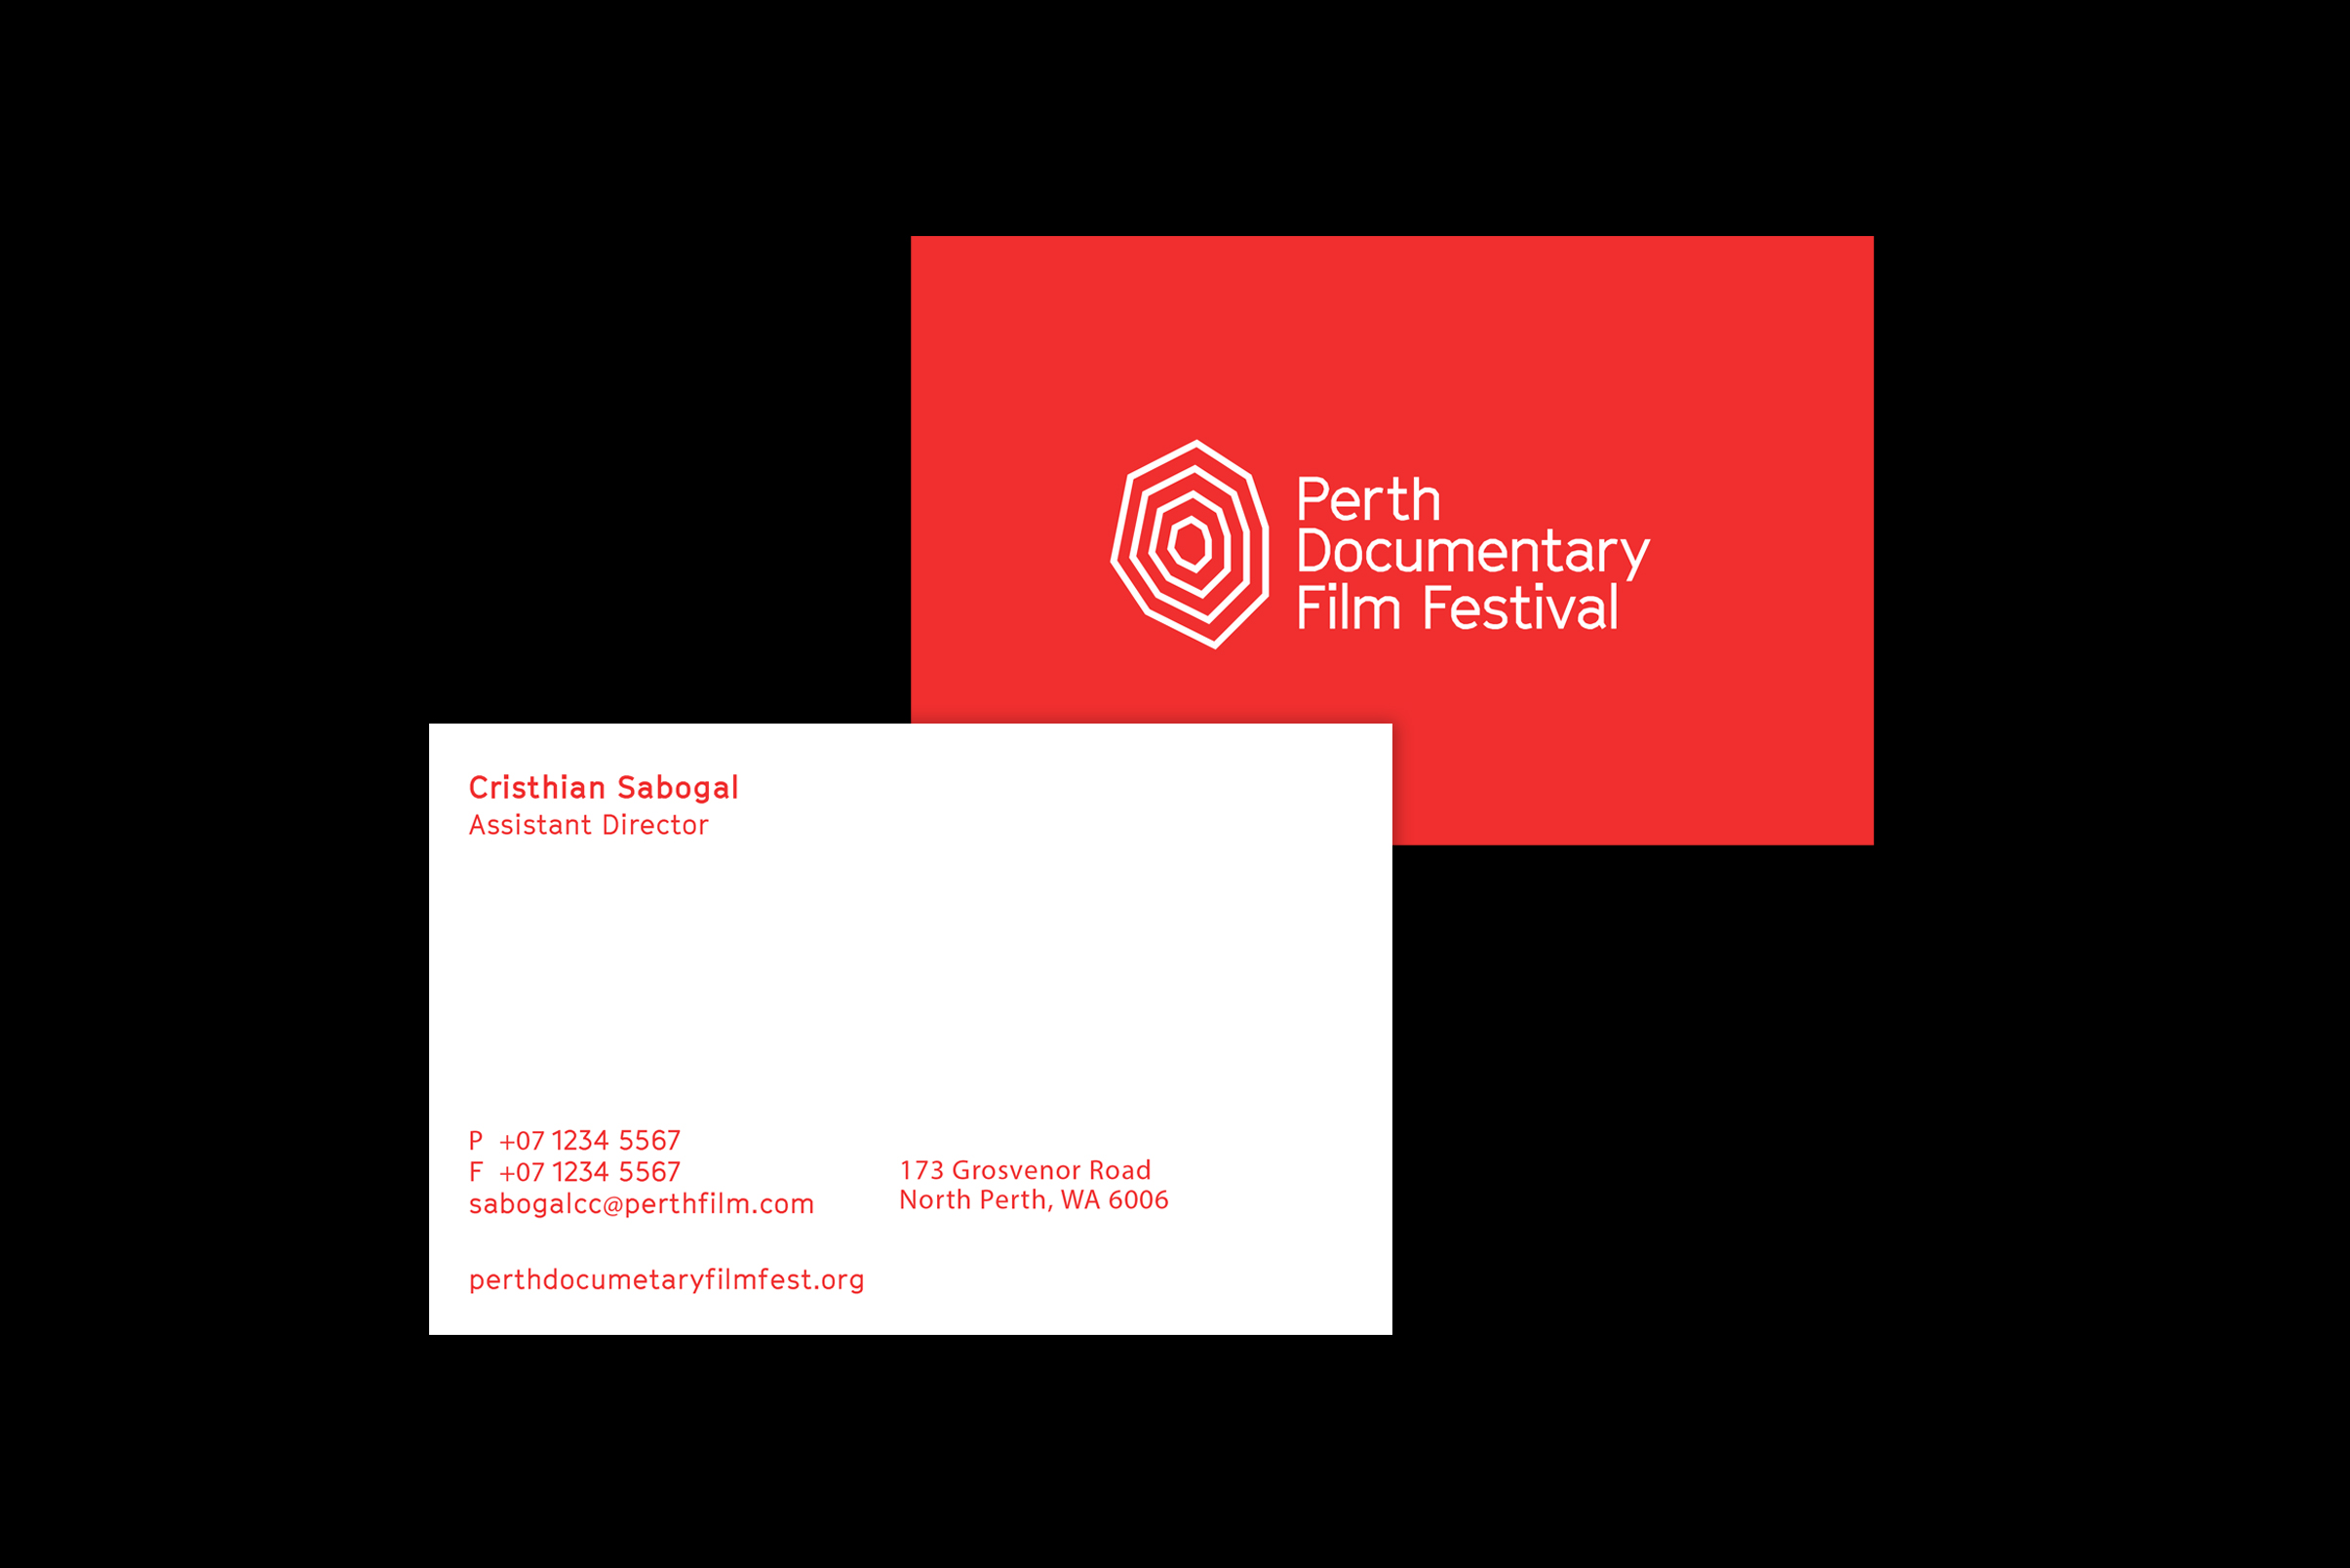 Perth
Documentary
Film Festival
Cristhian Sabogal
Assistant Director
P +07 1234 5567
F +07 1234 5567
sabogalcc@perthfilm.com
173 Grosvenor Road
North Perth, WA 6006
perthdocumetaryfilmfest.org